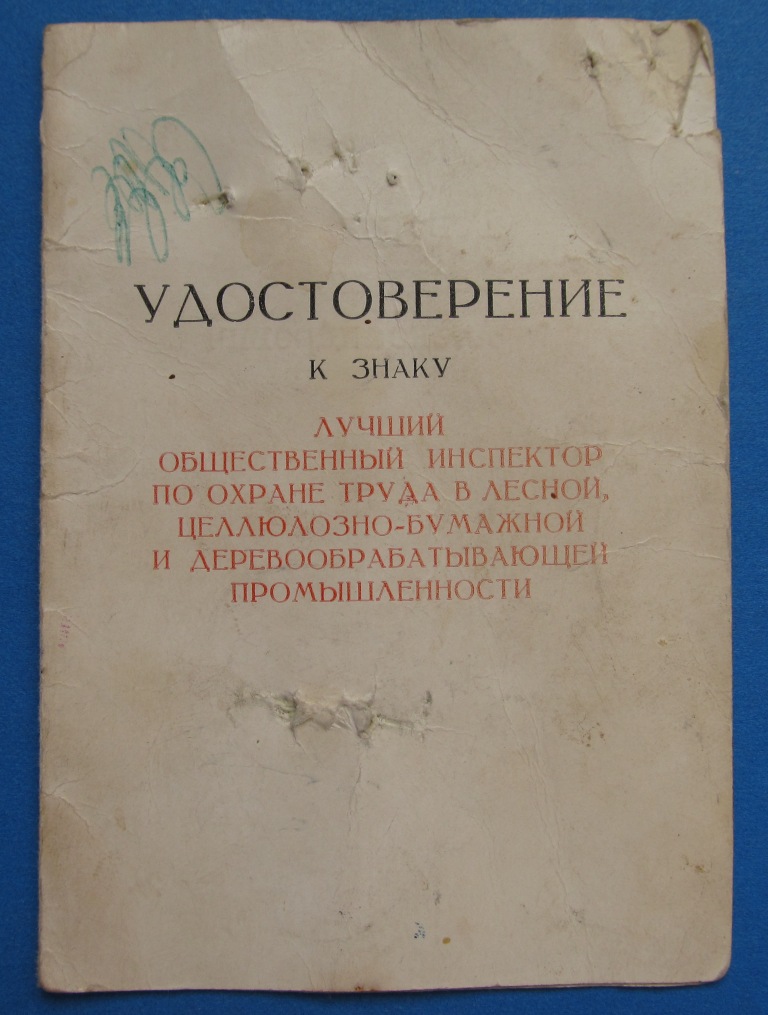 УДОСТОВЕРЕНИЕ
К ЗНАКУ
ЛУЧШИЙ
ОБЩЕСТВЕННЫЙ ИНСПЕКТОР
ПО ОХРАНЕ ТРУДА В ЛЕСНОЙ,
ЦЕЛЛЮЛОЗНО-БУМАЖНОЙ
И ДЕРЕВООБРАБАТЫВАЮЩЕЙ
ПРОМЫШЛЕННОСТИ